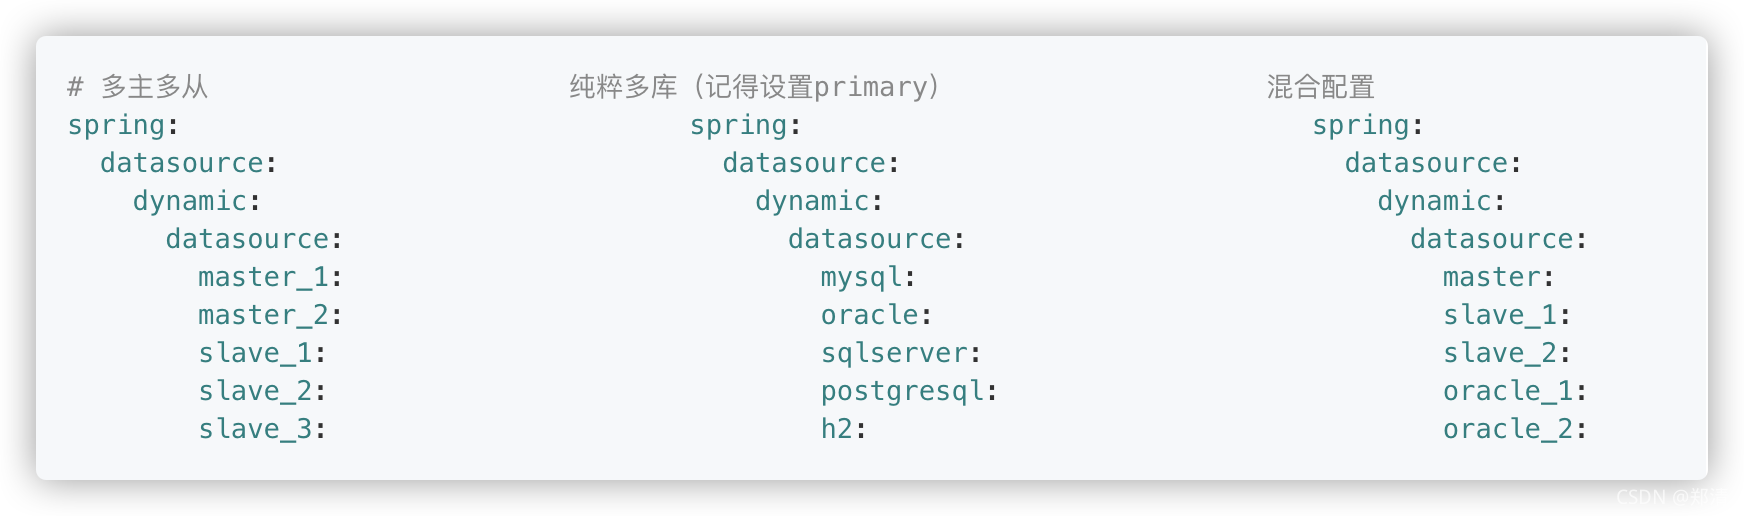 # 多主多从 纯粹多库（记得设置primary） 混合配置
spring: spring: spring:
datasource: datasource: datasource:
dynamic: dynamic: dynamic:
datasource: datasource: datasource:
master_1: mysql: master:
master_2: oracle: slave_1:
slave_1: sqlserver: slave_2:
slave_2: postgresql: oracle_1:
slave_3: h2: oracle_2:
CSDN @郑